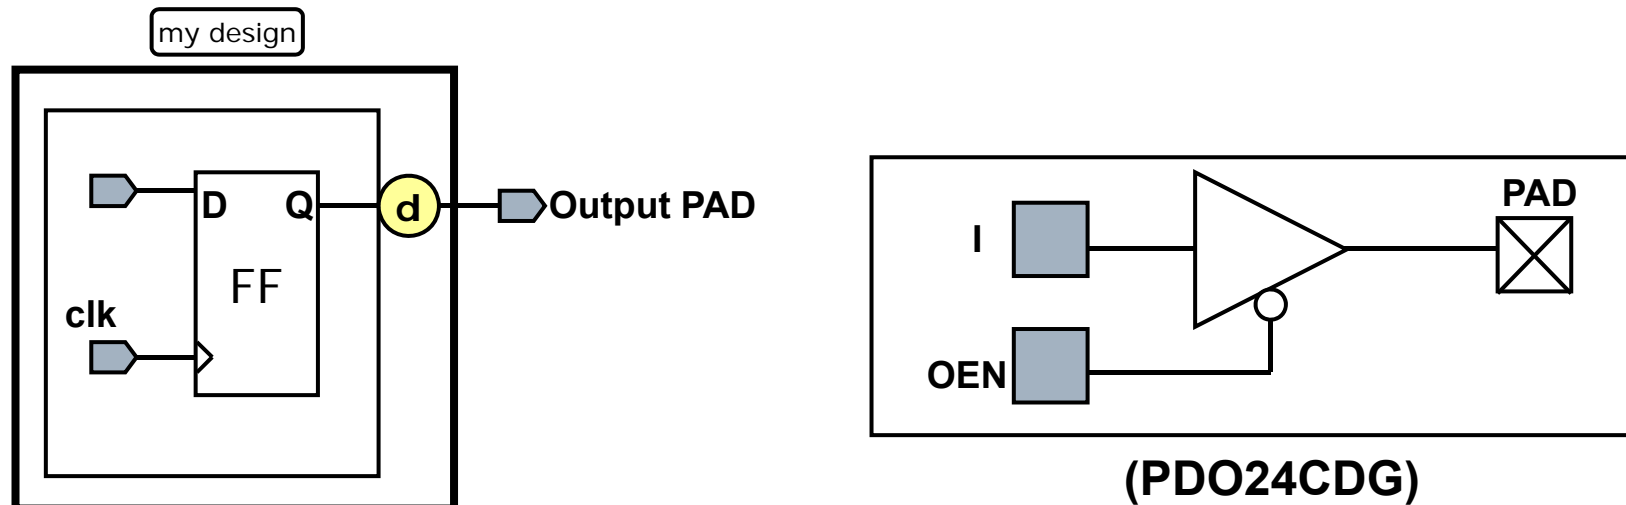 my design
D
Q
d
Output PAD
FF
clk
I
PAD
OEN
(PDO24CDG)